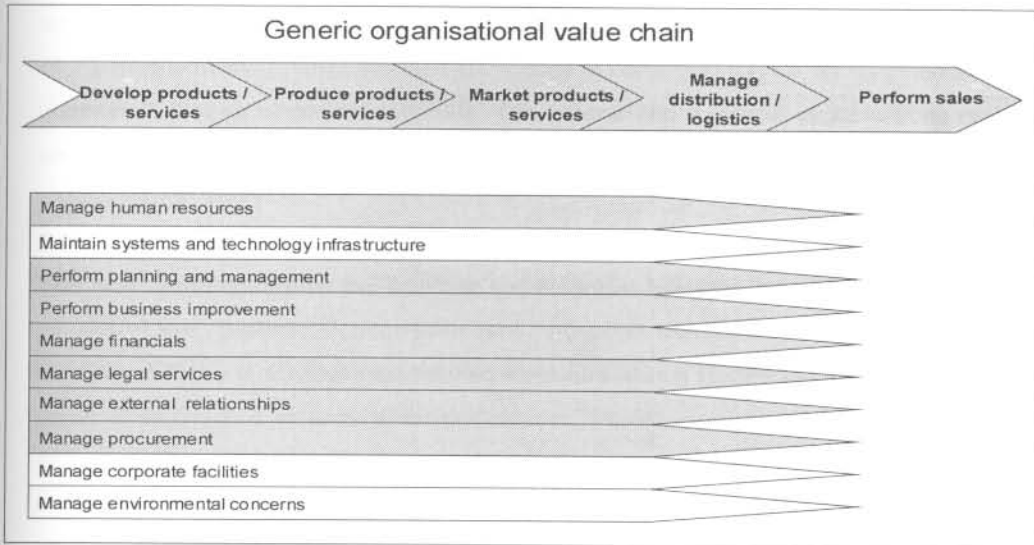 Generic organisational value chain
Develop products /
services
Produce products /
services
Market products /
services
Manage
distribution /
logistics
Perform sales
Manage human resources
Maintain systems and technology infrastructure
Perform planning and management
Perform business improvement
Manage financials
Manage legal services
Manage external relationships
Manage procurement
Manage corporate facilities
Manage environmental concerns